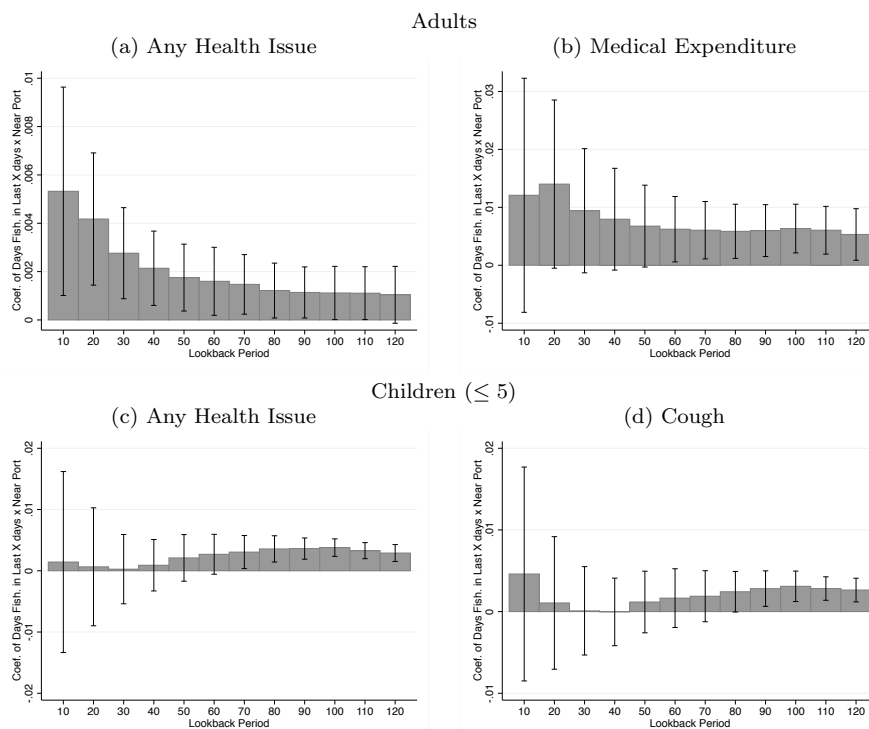 Adults
(a) Any Health Issue
Coef. of Days Fish. in Last X days x Near Port
0 .002 .004 .006 .008 .01
10 20 30 40 50 60 70 80 90 100 110 120
Lookback Period
(b) Medical Expenditure
Coef. of Days Fish. in Last X days x Near Port
-.01 0 .01 .02 .03
10 20 30 40 50 60 70 80 90 100 110 120
Lookback Period
Children (≤ 5)
(c) Any Health Issue
Coef. of Days Fish. in Last X days x Near Port
-.02 -.01 0 .01 .02
10 20 30 40 50 60 70 80 90 100 110 120
Lookback Period
(d) Cough
Coef. of Days Fish. in Last X days x Near Port
-.01 0 .01 .02
10 20 30 40 50 60 70 80 90 100 110 120
Lookback Period